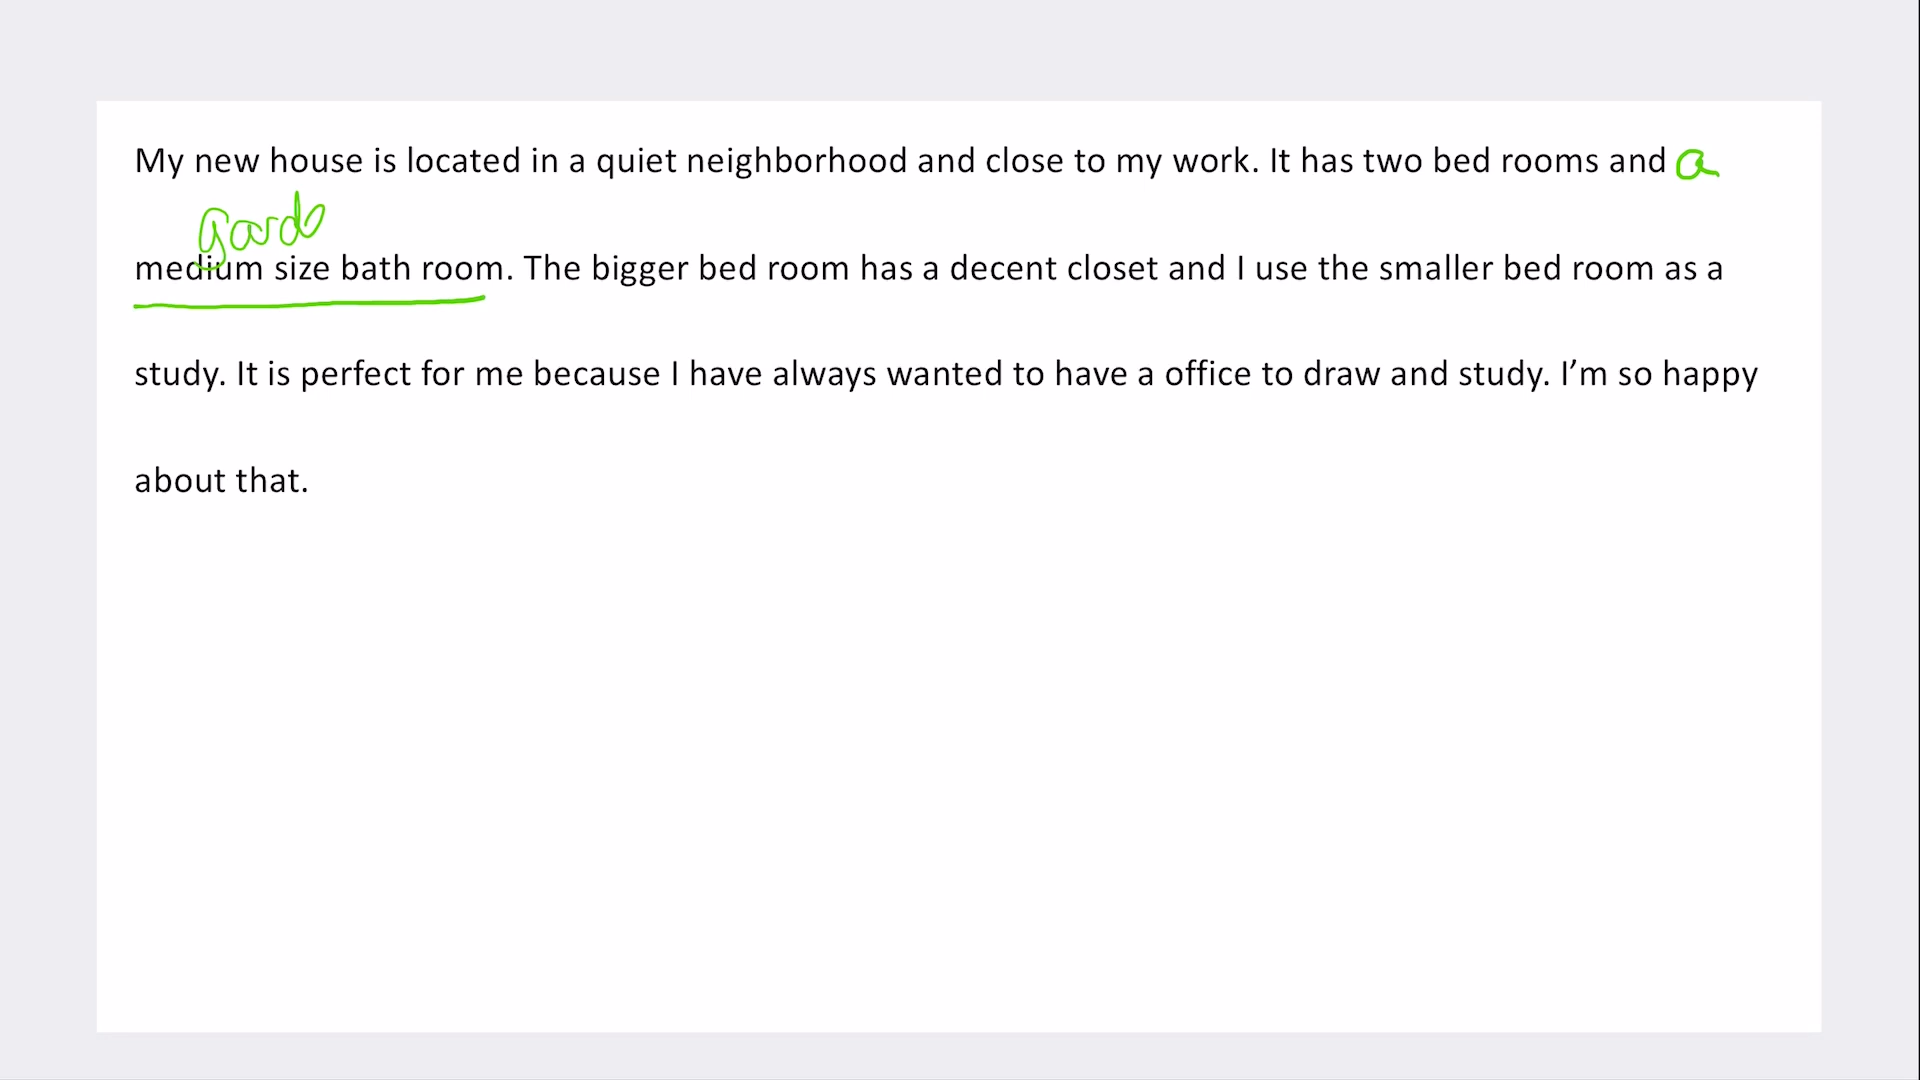 My new house is located in a quiet neighborhood and close to my work. It has two bed rooms and a
medium size bath room. The bigger bed room has a decent closet and I use the smaller bed room as a
study. It is perfect for me because I have always wanted to have a office to draw and study. I’m so happy
about that.